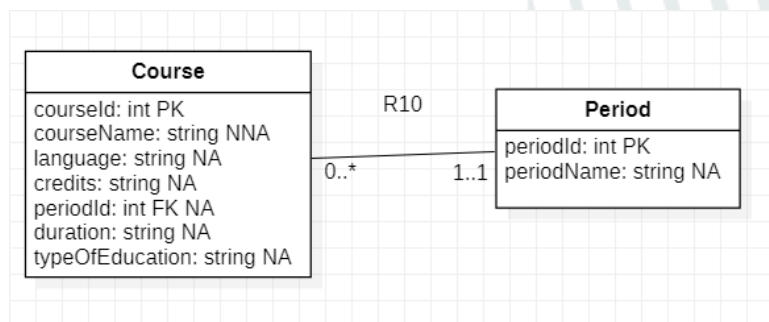 Course
courseId: int PK
courseName: string NNA
language: string NA
credits: string NA
periodId: int FK NA
duration: string NA
typeOfEducation: string NA
R10
0..*
1..1
Period
periodId: int PK
periodName: string NA